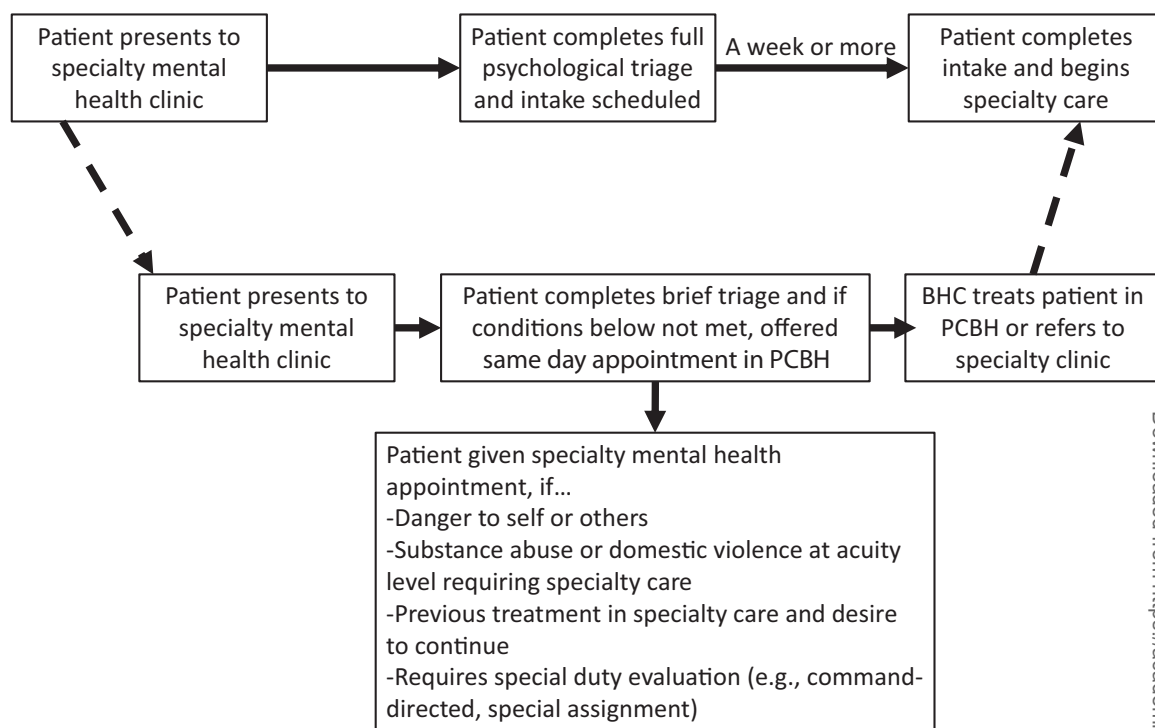 Patient presents to
specialty mental
health clinic
Patient completes full
psychological triage
and intake scheduled
A week or more
Patient completes
intake and begins
specialty care
Patient presents to
specialty mental
health clinic
Patient completes brief triage and if
conditions below not met, offered
same day appointment in PCBH
BHC treats patient in
PCBH or refers to
specialty clinic
Patient given specialty mental health
appointment, if...
-Danger to self or others
-Substance abuse or domestic violence at acuity
level requiring specialty care
-Previous treatment in specialty care and desire
to continue
-Requires special duty evaluation (e.g., command-
directed, special assignment)